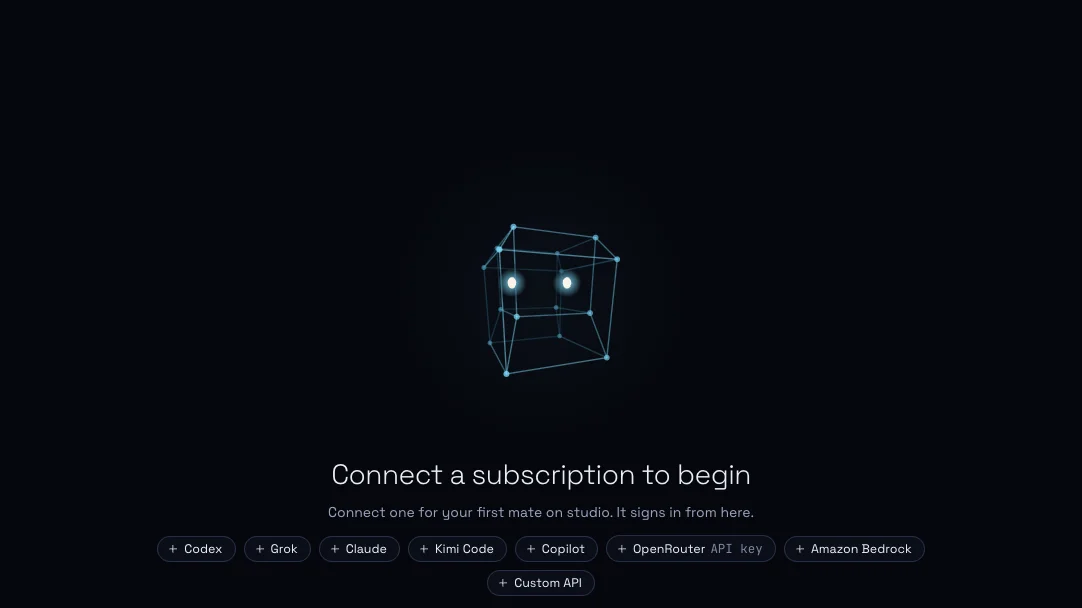 Connect a subscription to begin
Connect one for your first mate on studio. It signs in from here.
+ Codex + Grok + Claude + Kimi Code + Copilot + OpenRouter API key + Amazon Bedrock
+ Custom API